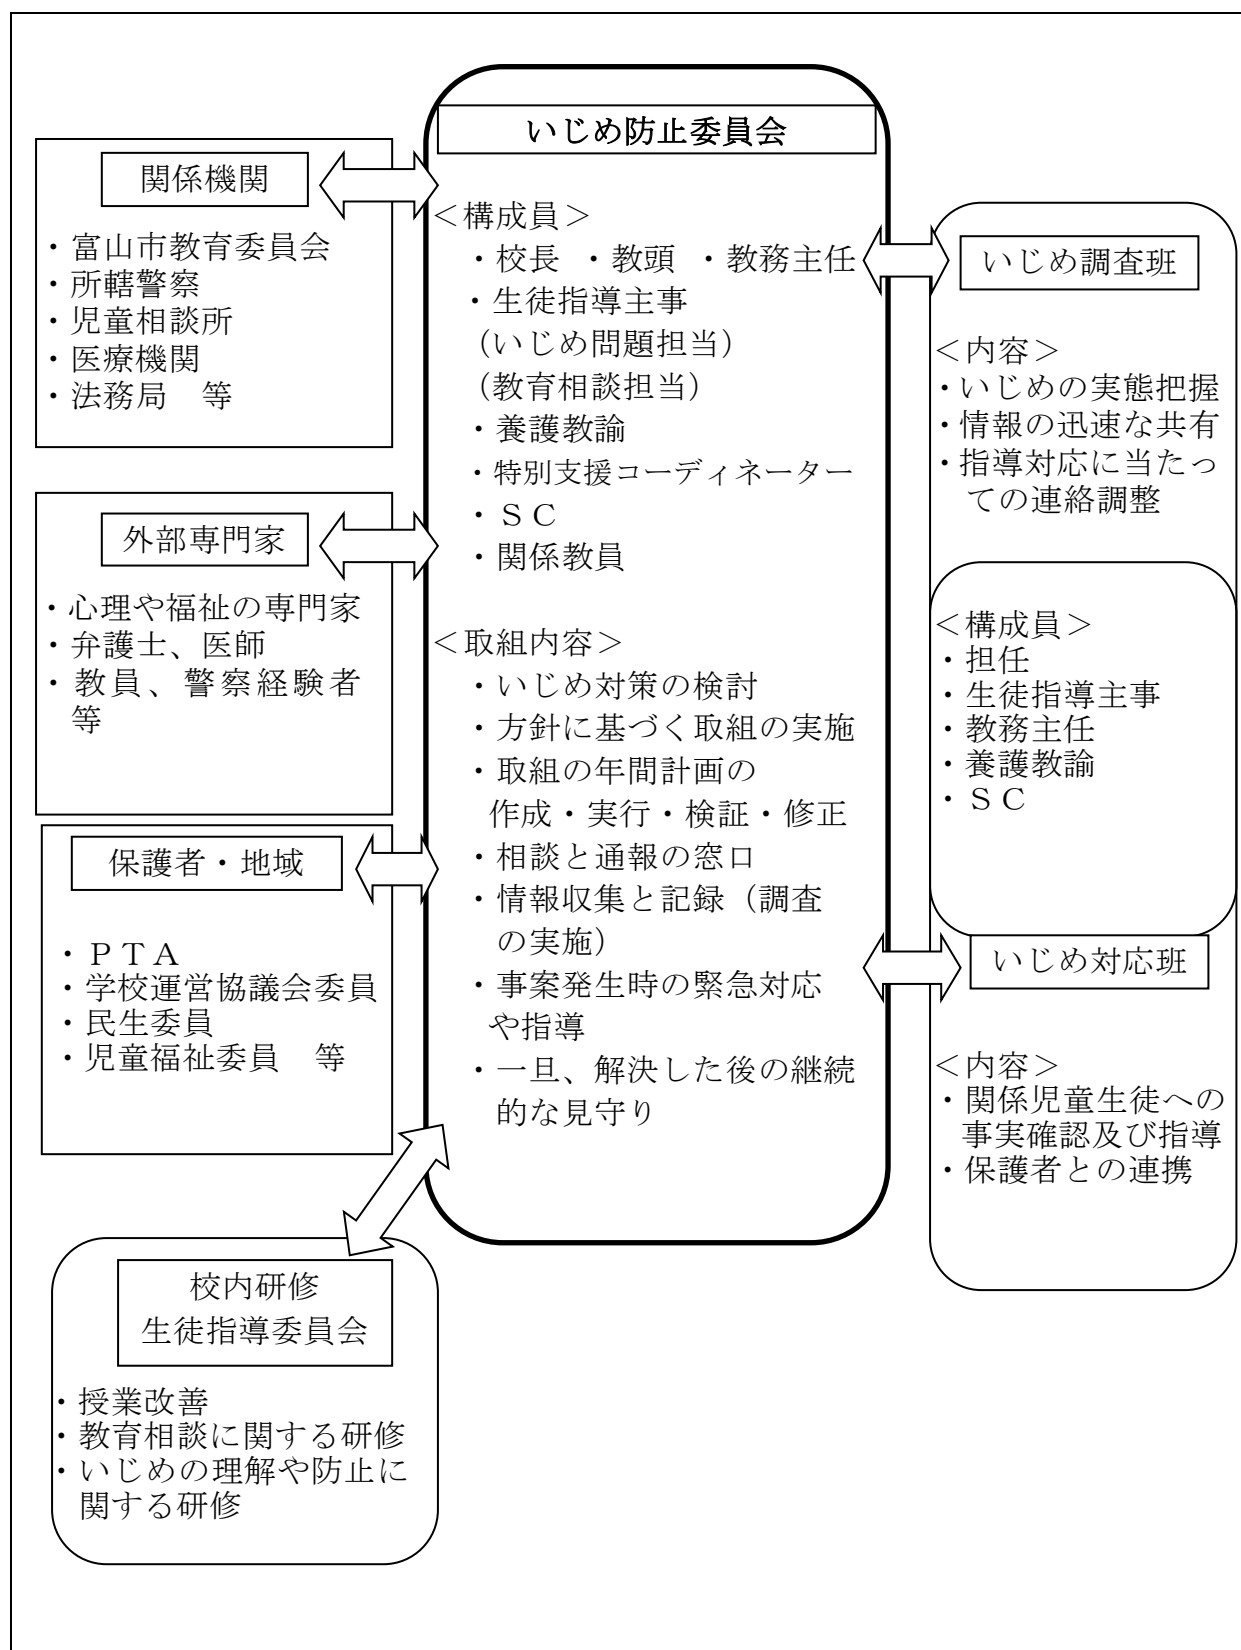 いじめ防止委員会
＜構成員＞
・校長 ・教頭 ・教務主任
・生徒指導主事
（いじめ問題担当）
（教育相談担当）
・養護教諭
・特別支援コーディネーター
・ＳＣ
・関係教員
＜取組内容＞
・いじめ対策の検討
・方針に基づく取組の実施
・取組の年間計画の
作成・実行・検証・修正
・相談と通報の窓口
・情報収集と記録（調査
の実施）
・事案発生時の緊急対応
や指導
・一旦、解決した後の継続
的な見守り
関係機関
・富山市教育委員会
・所轄警察
・児童相談所
・医療機関
・法務局　等
外部専門家
・心理や福祉の専門家
・弁護士、医師
・教員、警察経験者
等
保護者・地域
・ＰＴＡ
・学校運営協議会委員
・民生委員
・児童福祉委員　等
校内研修
生徒指導委員会
・授業改善
・教育相談に関する研修
・いじめの理解や防止に
関する研修
いじめ調査班
＜内容＞
・いじめの実態把握
・情報の迅速な共有
・指導対応に当たっ
ての連絡調整
＜構成員＞
・担任
・生徒指導主事
・教務主任
・養護教諭
・ＳＣ
いじめ対応班
＜内容＞
・関係児童生徒への
事実確認及び指導
・保護者との連携